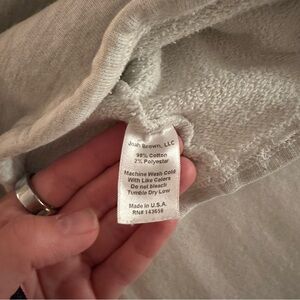 Joah Brown, LLC
98% Cotton
2% Polyester
Machine Wash Cold
With Like Colors
Do not bleach
Tumble Dry Low
Made in U.S.A.
RN# 143658